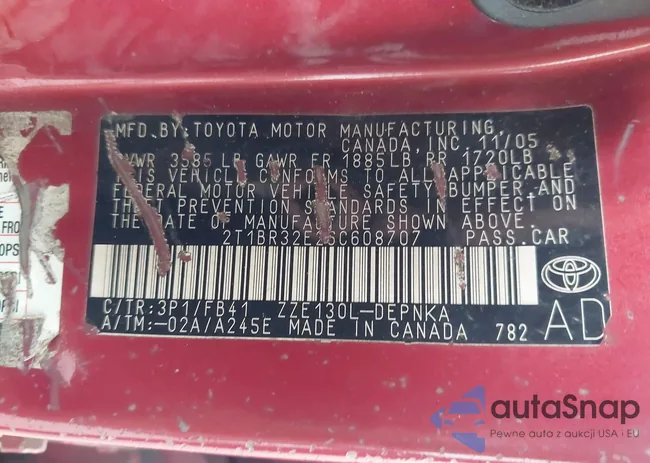 MFD.BY:TOYOTA MOTOR MANUFACTURING,
CANADA, INC. 11/05
GVWR 3585 LB GAWR FR 1885LB RR 1720LB
THIS VEHICLE CONFORMS TO ALL APPLICABLE
FEDERAL MOTOR VEHICLE SAFETY, BUMPER, AND
THEFT PREVENTION STANDARDS IN EFFECT ON
THE DATE OF MANUFACTURE SHOWN ABOVE.
PASS.CAR
C/TR:3P1/FB41 ZZE130L-DEPNKA
A/TM:-02A/A245E MADE IN CANADA 782
AD
E
FRO
OPS
autoSnap
Pewne auto z aukcji USA i EU